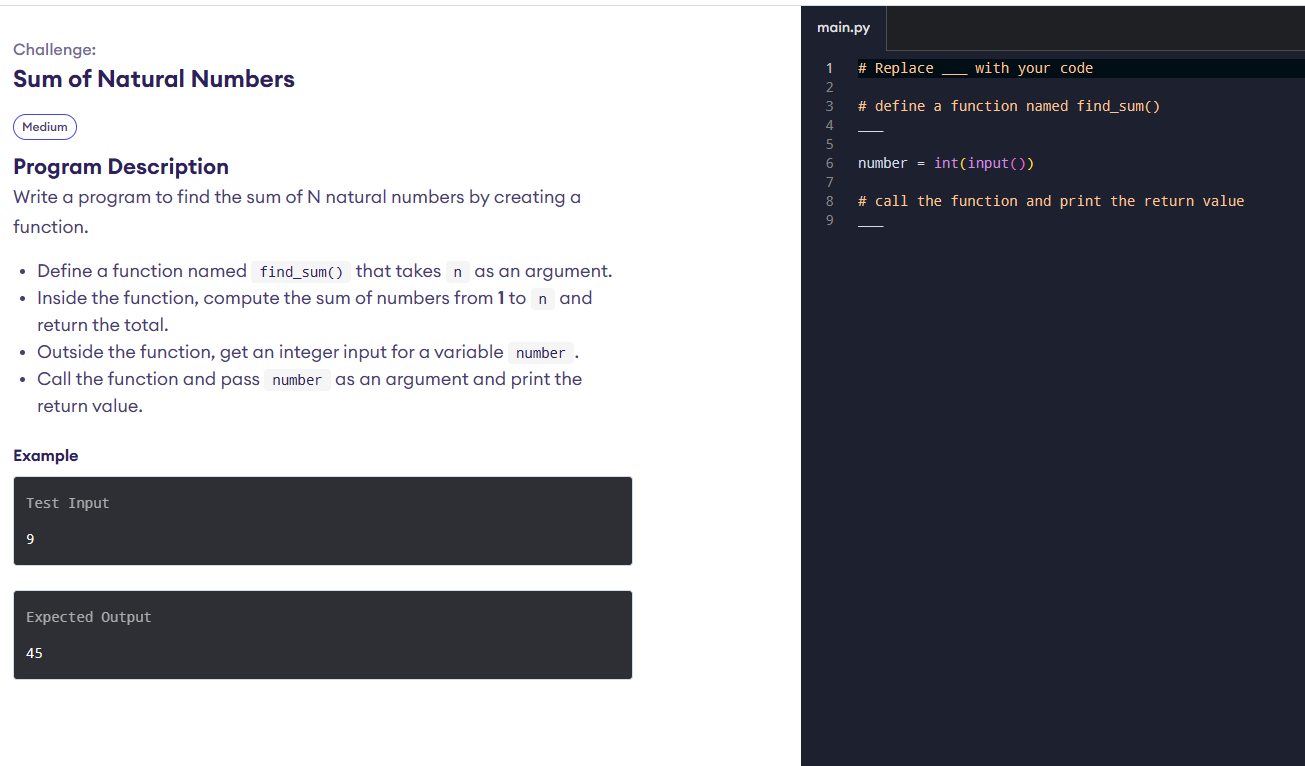 Challenge:
Sum of Natural Numbers
Medium
Program Description
Write a program to find the sum of N natural numbers by creating a
function.
• Define a function named find_sum() that takes n as an argument.
• Inside the function, compute the sum of numbers from 1 to n and
return the total.
• Outside the function, get an integer input for a variable number .
• Call the function and pass number as an argument and print the
return value.
Example
Test Input
9
Expected Output
45
main.py
1 # Replace ___ with your code
2
3 # define a function named find_sum()
4 ___
5
6 number = int(input())
7
8 # call the function and print the return value
9 ___